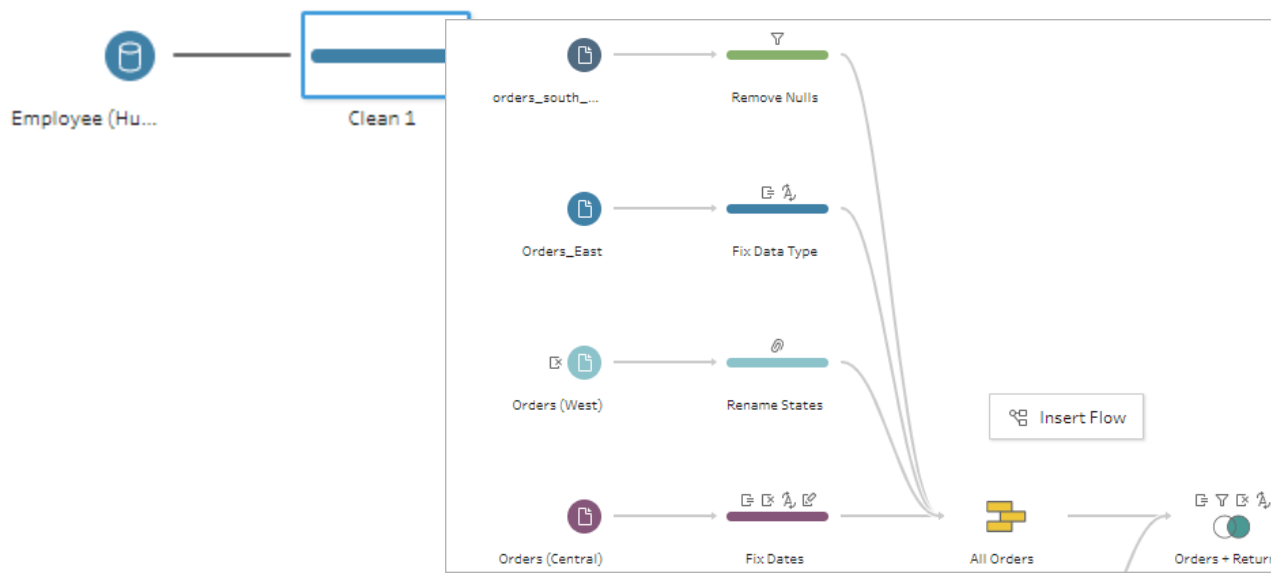 Employee (Hu...
Clean 1
orders_south_...
Remove Nulls
Orders_East
Fix Data Type
Orders (West)
Rename States
Insert Flow
Orders (Central)
Fix Dates
All Orders
Orders + Return